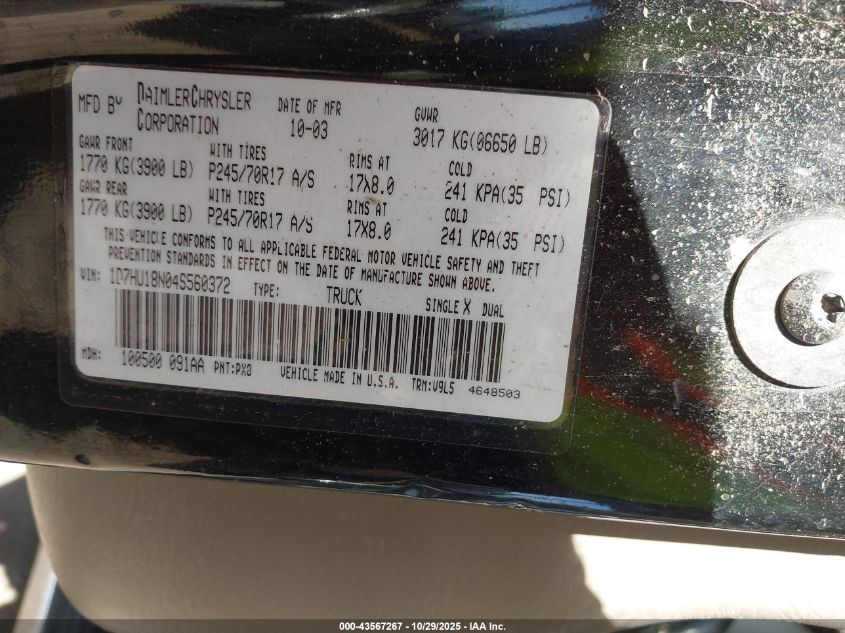 MFD BY DAIMLERCHRYSLER CORPORATION DATE OF MFR 10-03 GVWR 3017 KG(06650 LB)
GAWR FRONT WITH TIRES RIMS AT COLD
1770 KG(3900 LB) P245/70R17 A/S 17X8.0 241 KPA(35 PSI)
GAWR REAR WITH TIRES RIMS AT COLD
1770 KG(3900 LB) P245/70R17 A/S 17X8.0 241 KPA(35 PSI)
THIS VEHICLE CONFORMS TO ALL APPLICABLE FEDERAL MOTOR VEHICLE SAFETY AND THEFT
PREVENTION STANDARDS IN EFFECT ON THE DATE OF MANUFACTURE SHOWN ABOVE.
VIN: 1D7HU18N04S560372 TYPE: TRUCK SINGLE X DUAL
MDH: 100500 091AA PNT:PX8 VEHICLE MADE IN U.S.A. TRM:V9L5 4648503
000-43567267 - 10/29/2025 - IAA Inc.